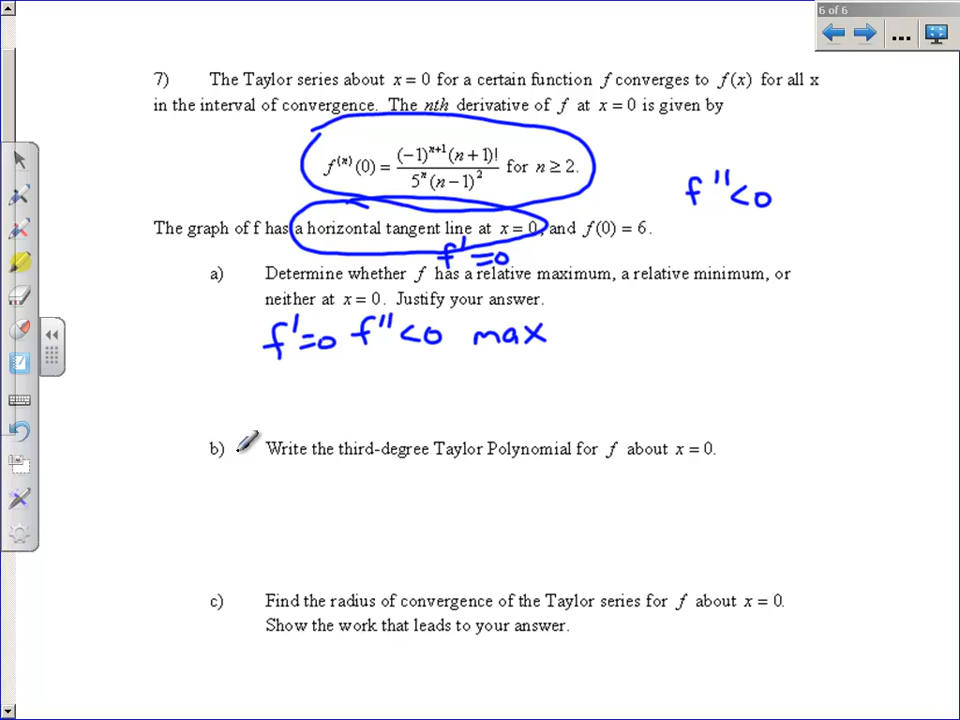 6 of 6
7) The Taylor series about x = 0 for a certain function f converges to f(x) for all x
in the interval of convergence. The nth derivative of f at x = 0 is given by
f^(n)(0) = (−1)^(n+1) (n+1)! / 5^n (n−1)^2 for n ≥ 2.
f'' < 0
The graph of f has a horizontal tangent line at x = 0, and f(0) = 6.
f' = 0
a) Determine whether f has a relative maximum, a relative minimum, or
neither at x = 0. Justify your answer.
f' = 0 f'' < 0 max
b) Write the third-degree Taylor Polynomial for f about x = 0.
c) Find the radius of convergence of the Taylor series for f about x = 0.
Show the work that leads to your answer.